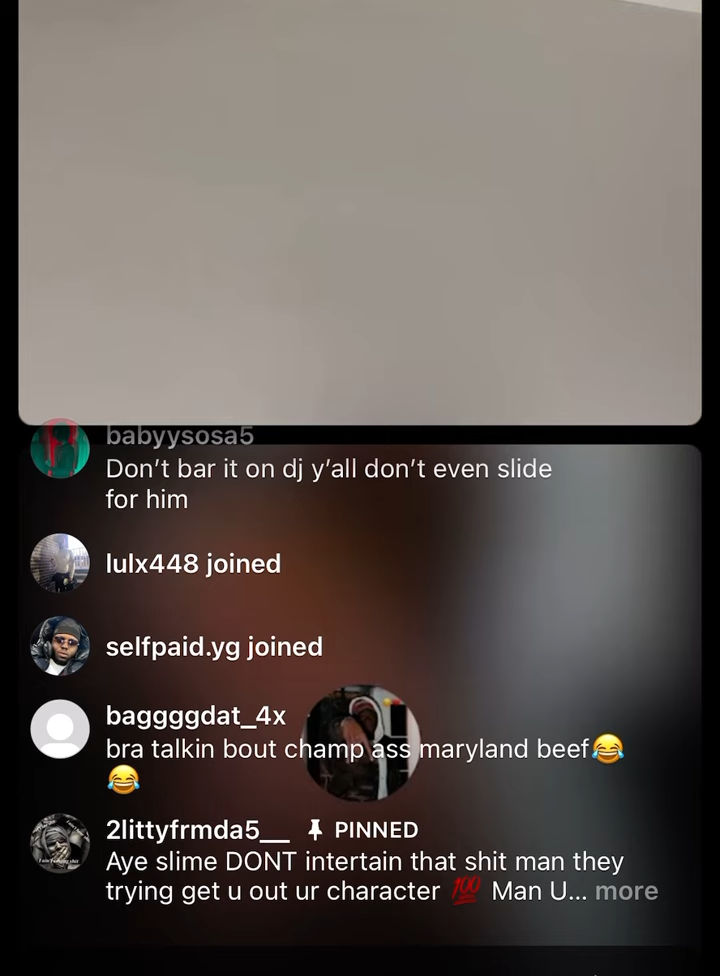 babyysosa5
Don’t bar it on dj y’all don’t even slide
for him
lulx448 joined
selfpaid.yg joined
baggggdat_4x
bra talkin bout champ ass maryland beef😂
😂
2littyfrmda5__ PINNED
Aye slime DONT intertain that shit man they
trying get u out ur character 💯 Man U... more